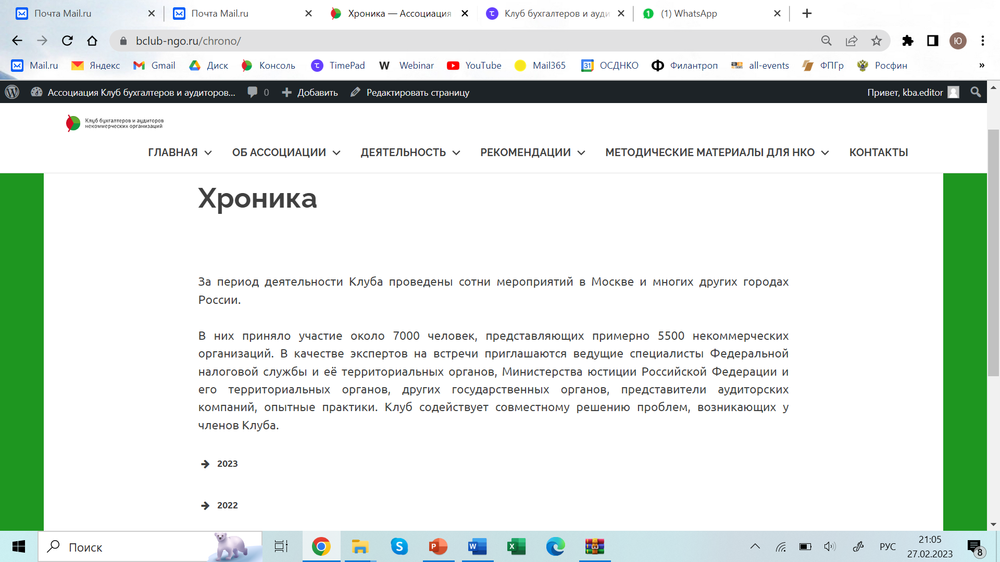 Почта Mail.ru
Почта Mail.ru
Хроника — Ассоциация
Клуб бухгалтеров и ауди
(1) WhatsApp
bclub-ngo.ru/chrono/
Ю
Mail.ru
Яндекс
Gmail
Диск
Консоль
TimePad
W Webinar
YouTube
Mail365
31 ОСДНКО
Филантроп
all-events
ФПГр
Росфин
»
Ассоциация Клуб бухгалтеров и аудиторов...
0
Добавить
Редактировать страницу
Привет, kba.editor
Клуб бухгалтеров и аудиторов
некоммерческих организаций
ГЛАВНАЯ
ОБ АССОЦИАЦИИ
ДЕЯТЕЛЬНОСТЬ
РЕКОМЕНДАЦИИ
МЕТОДИЧЕСКИЕ МАТЕРИАЛЫ ДЛЯ НКО
КОНТАКТЫ
Хроника
За период деятельности Клуба проведены сотни мероприятий в Москве и многих других городах
России.
В них приняло участие около 7000 человек, представляющих примерно 5500 некоммерческих
организаций. В качестве экспертов на встречи приглашаются ведущие специалисты Федеральной
налоговой службы и её территориальных органов, Министерства юстиции Российской Федерации и
его территориальных органов, других государственных органов, представители аудиторских
компаний, опытные практики. Клуб содействует совместному решению проблем, возникающих у
членов Клуба.
2023
2022
Поиск
РУС
21:05
27.02.2023
8